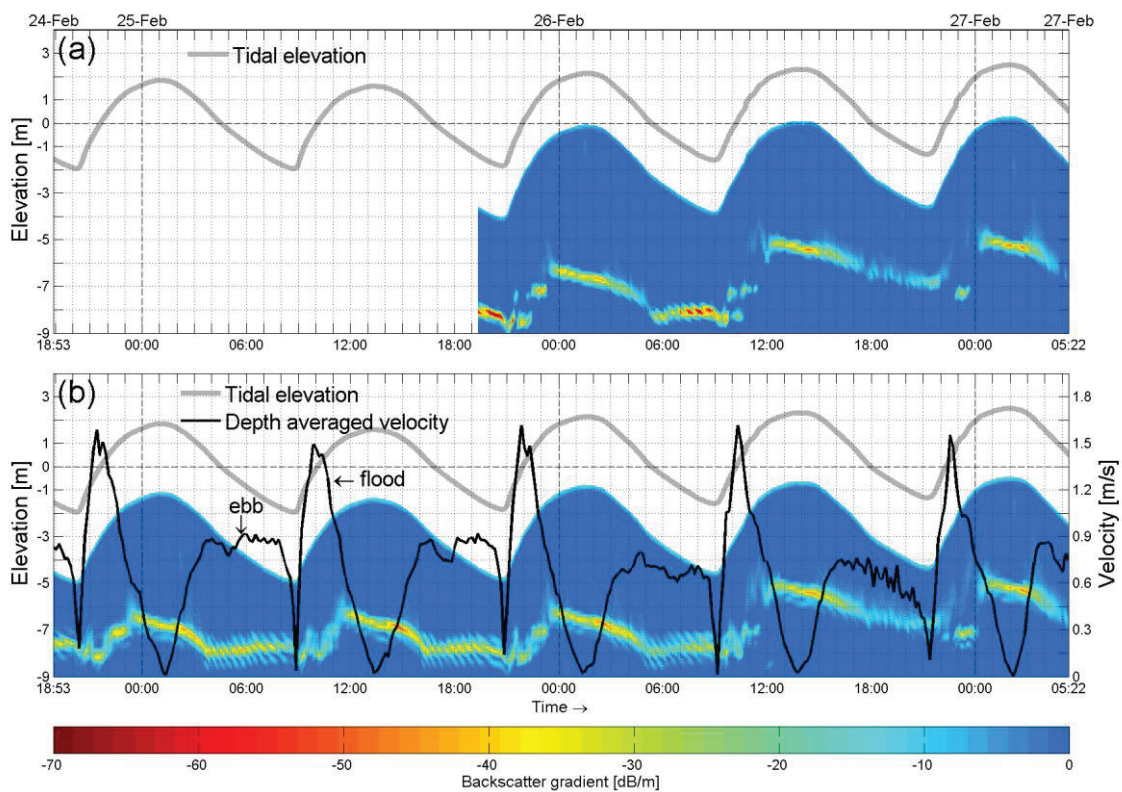 24-Feb 25-Feb 26-Feb 27-Feb 27-Feb
(a)
Tidal elevation
3
1
0
-1
-3
-5
-7
-9
Elevation [m]
18:53 00:00 06:00 12:00 18:00 00:00 06:00 12:00 18:00 00:00 05:22
(b)
Tidal elevation
Depth averaged velocity
← flood
ebb
↓
3
1
0
-1
-3
-5
-7
-9
Elevation [m]
1.8
1.5
1.2
0.9
0.6
0.3
0
Velocity [m/s]
18:53 00:00 06:00 12:00 18:00 00:00 06:00 12:00 18:00 00:00 05:22
Time →
-70 -60 -50 -40 -30 -20 -10 0
Backscatter gradient [dB/m]